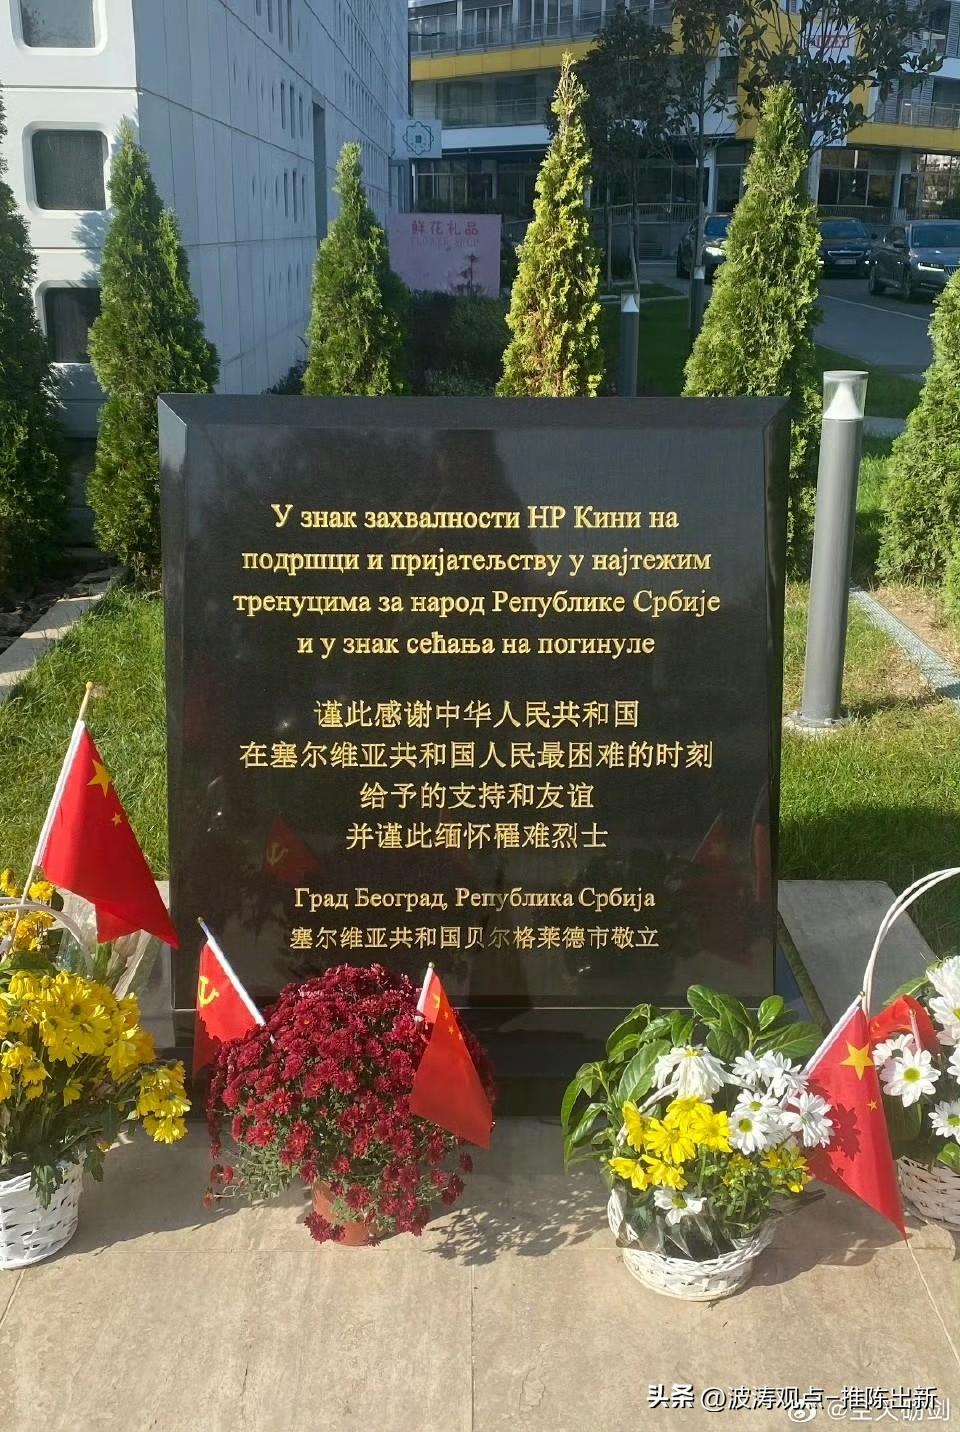 鲜花礼品
FLOWER SHOP
У знак захвалности НР Кини на
подршци и пријатељству у најтежим
тренуцима за народ Републике Србије
и у знак сећања на погинуле
谨此感谢中华人民共和国
在塞尔维亚共和国人民最困难的时刻
给予的支持和友谊
并谨此缅怀罹难烈士
Град Београд, Република Србија
塞尔维亚共和国贝尔格莱德市敬立
头条 @波涛观点-推陈出新